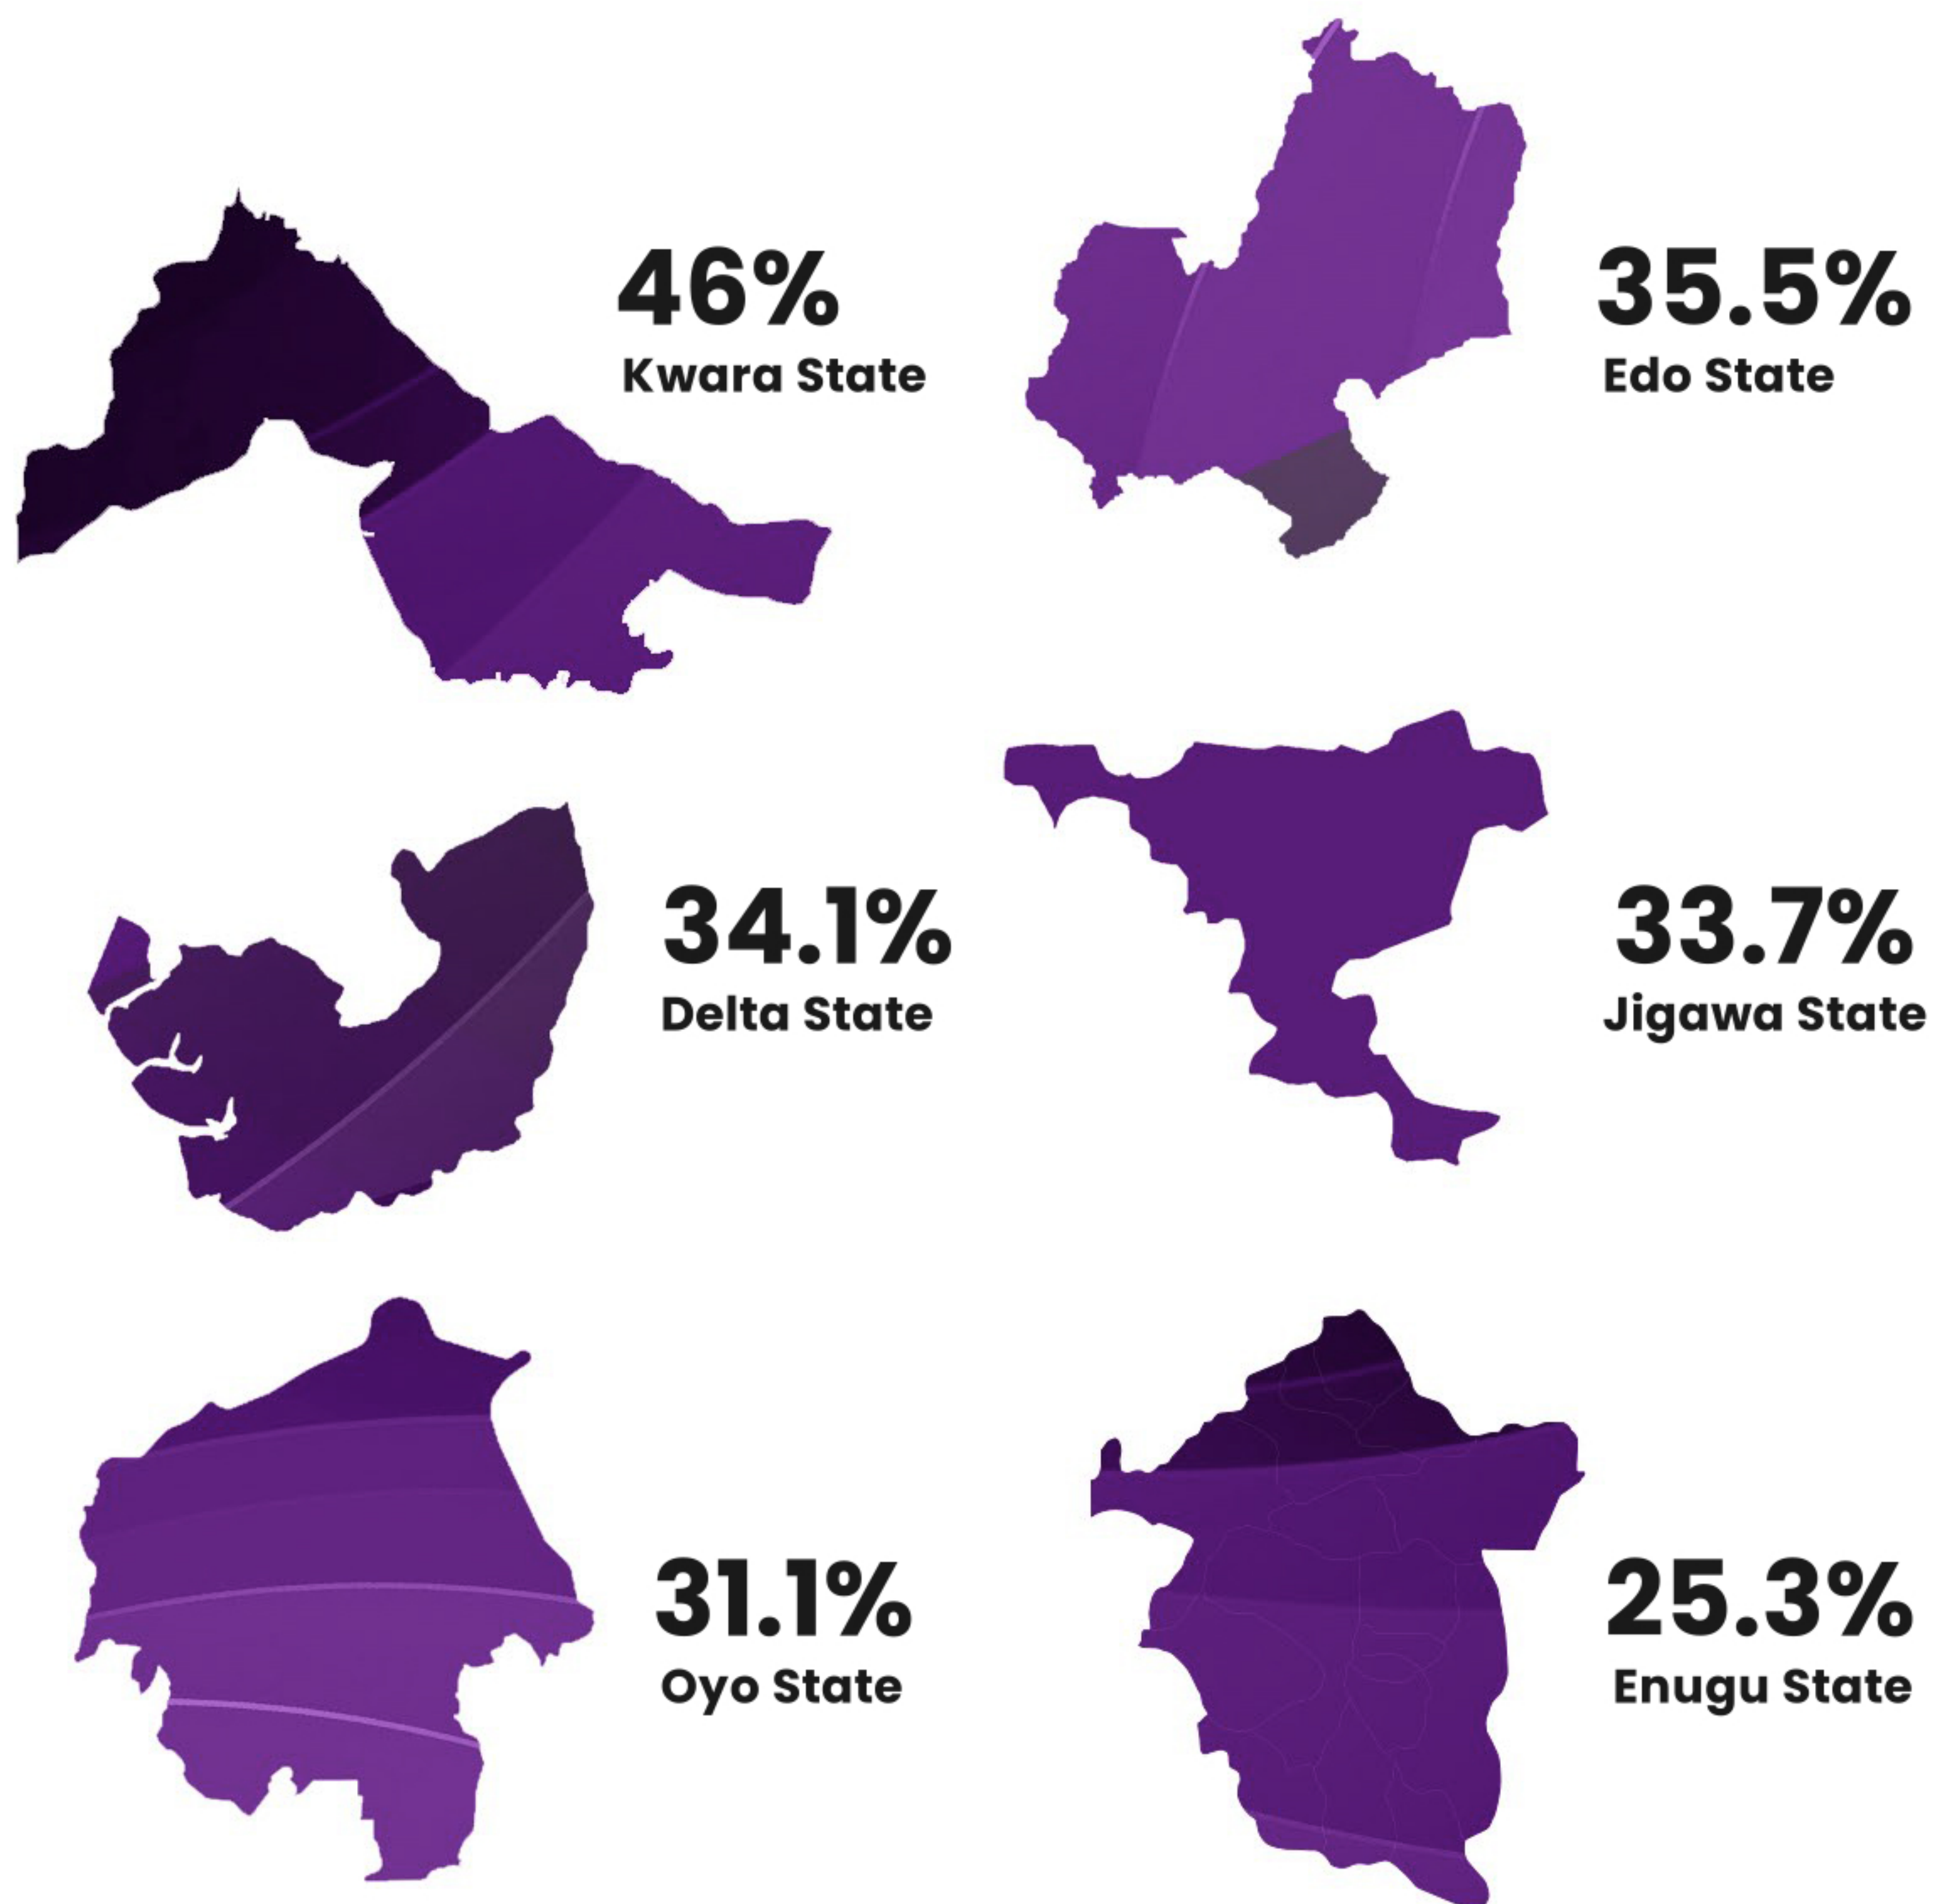 46%
Kwara State
35.5%
Edo State
34.1%
Delta State
33.7%
Jigawa State
31.1%
Oyo State
25.3%
Enugu State